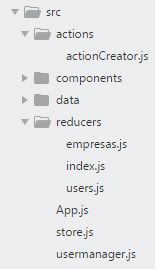 src
actions
actionCreator.js
components
data
reducers
empresas.js
index.js
users.js
App.js
store.js
usermanager.js